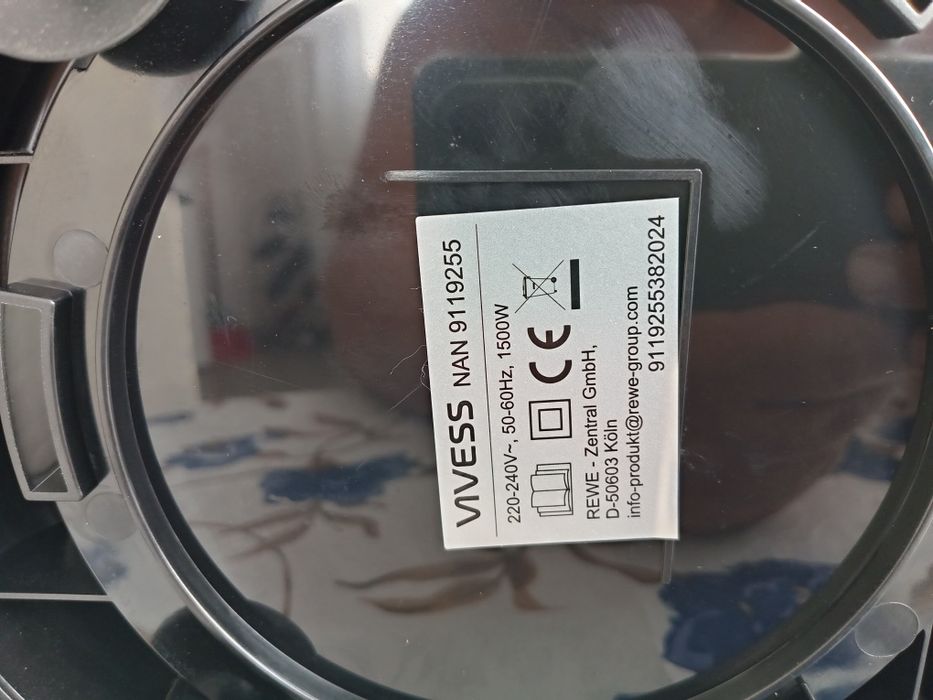 VIVESS NAN 9119255
220-240V~, 50-60Hz, 1500W
CE
REWE - Zentral GmbH,
D-50603 Köln
info-produkt@rewe-group.com
9119255382024